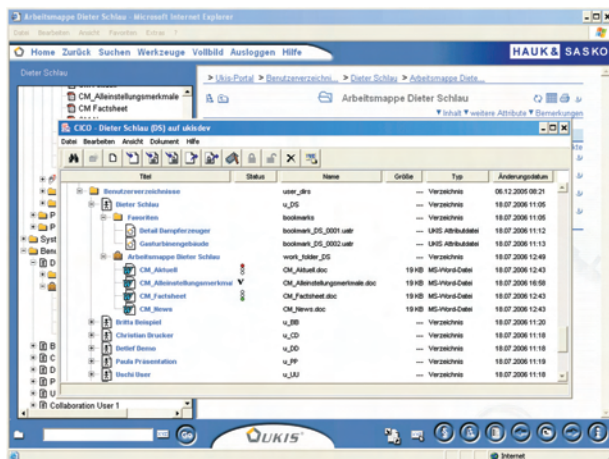 Arbeitsmappe Dieter Schlau - Microsoft Internet Explorer
Datei Bearbeiten Ansicht Favoriten Extras ?
Home Zurück Suchen Werkzeuge Vollbild Ausloggen Hilfe
HAUK & SASKO
Dieter Schlau
> Ukis-Portal > Benutzerverzeichni... > Dieter Schlau > Arbeitsmappe Diete...
CM_Alleinstellungsmerkmale
CM Factsheet
Arbeitsmappe Dieter Schlau
Inhalt weitere Attribute Bemerkungen
CICO - Dieter Schlau (DS) auf ukisdev
Datei Bearbeiten Ansicht Dokument Hilfe
Titel Status Name Größe Typ Änderungsdatum
Benutzerverzeichnisse user_dirs --- Verzeichnis 06.12.2005 08:21
Dieter Schlau u_DS --- Verzeichnis 18.07.2006 11:05
Favoriten bookmarks --- Verzeichnis 18.07.2006 11:05
Detail Dampferzeuger bookmark_DS_0001.uatr --- UKIS Attributdatei 18.07.2006 11:12
Gasturbinengebäude bookmark_DS_0002.uatr --- UKIS Attributdatei 18.07.2006 11:13
Arbeitsmappe Dieter Schlau work_folder_DS --- Verzeichnis 18.07.2006 12:49
CM_Aktuell CM_Aktuell.doc 19 KB MS-Word-Datei 18.07.2006 12:43
CM_Alleinstellungsmerkmal CM_Alleinstellungsmerkmale.doc 19 KB MS-Word-Datei 18.07.2006 16:58
CM_Factsheet CM_Factsheet.doc 19 KB MS-Word-Datei 18.07.2006 12:43
CM_News CM_News.doc 19 KB MS-Word-Datei 18.07.2006 12:43
Britta Beispiel u_BB --- Verzeichnis 18.07.2006 11:20
Christian Drucker u_CD --- Verzeichnis 18.07.2006 11:18
Detlef Demo u_DD --- Verzeichnis 18.07.2006 11:18
Paula Präsentation u_PP --- Verzeichnis 18.07.2006 11:19
Uschi User u_UU --- Verzeichnis 18.07.2006 11:18
P
P
Syst
Benu
D
B
C
D
P
U
Collaboration User 1
Go
UKIS
Internet